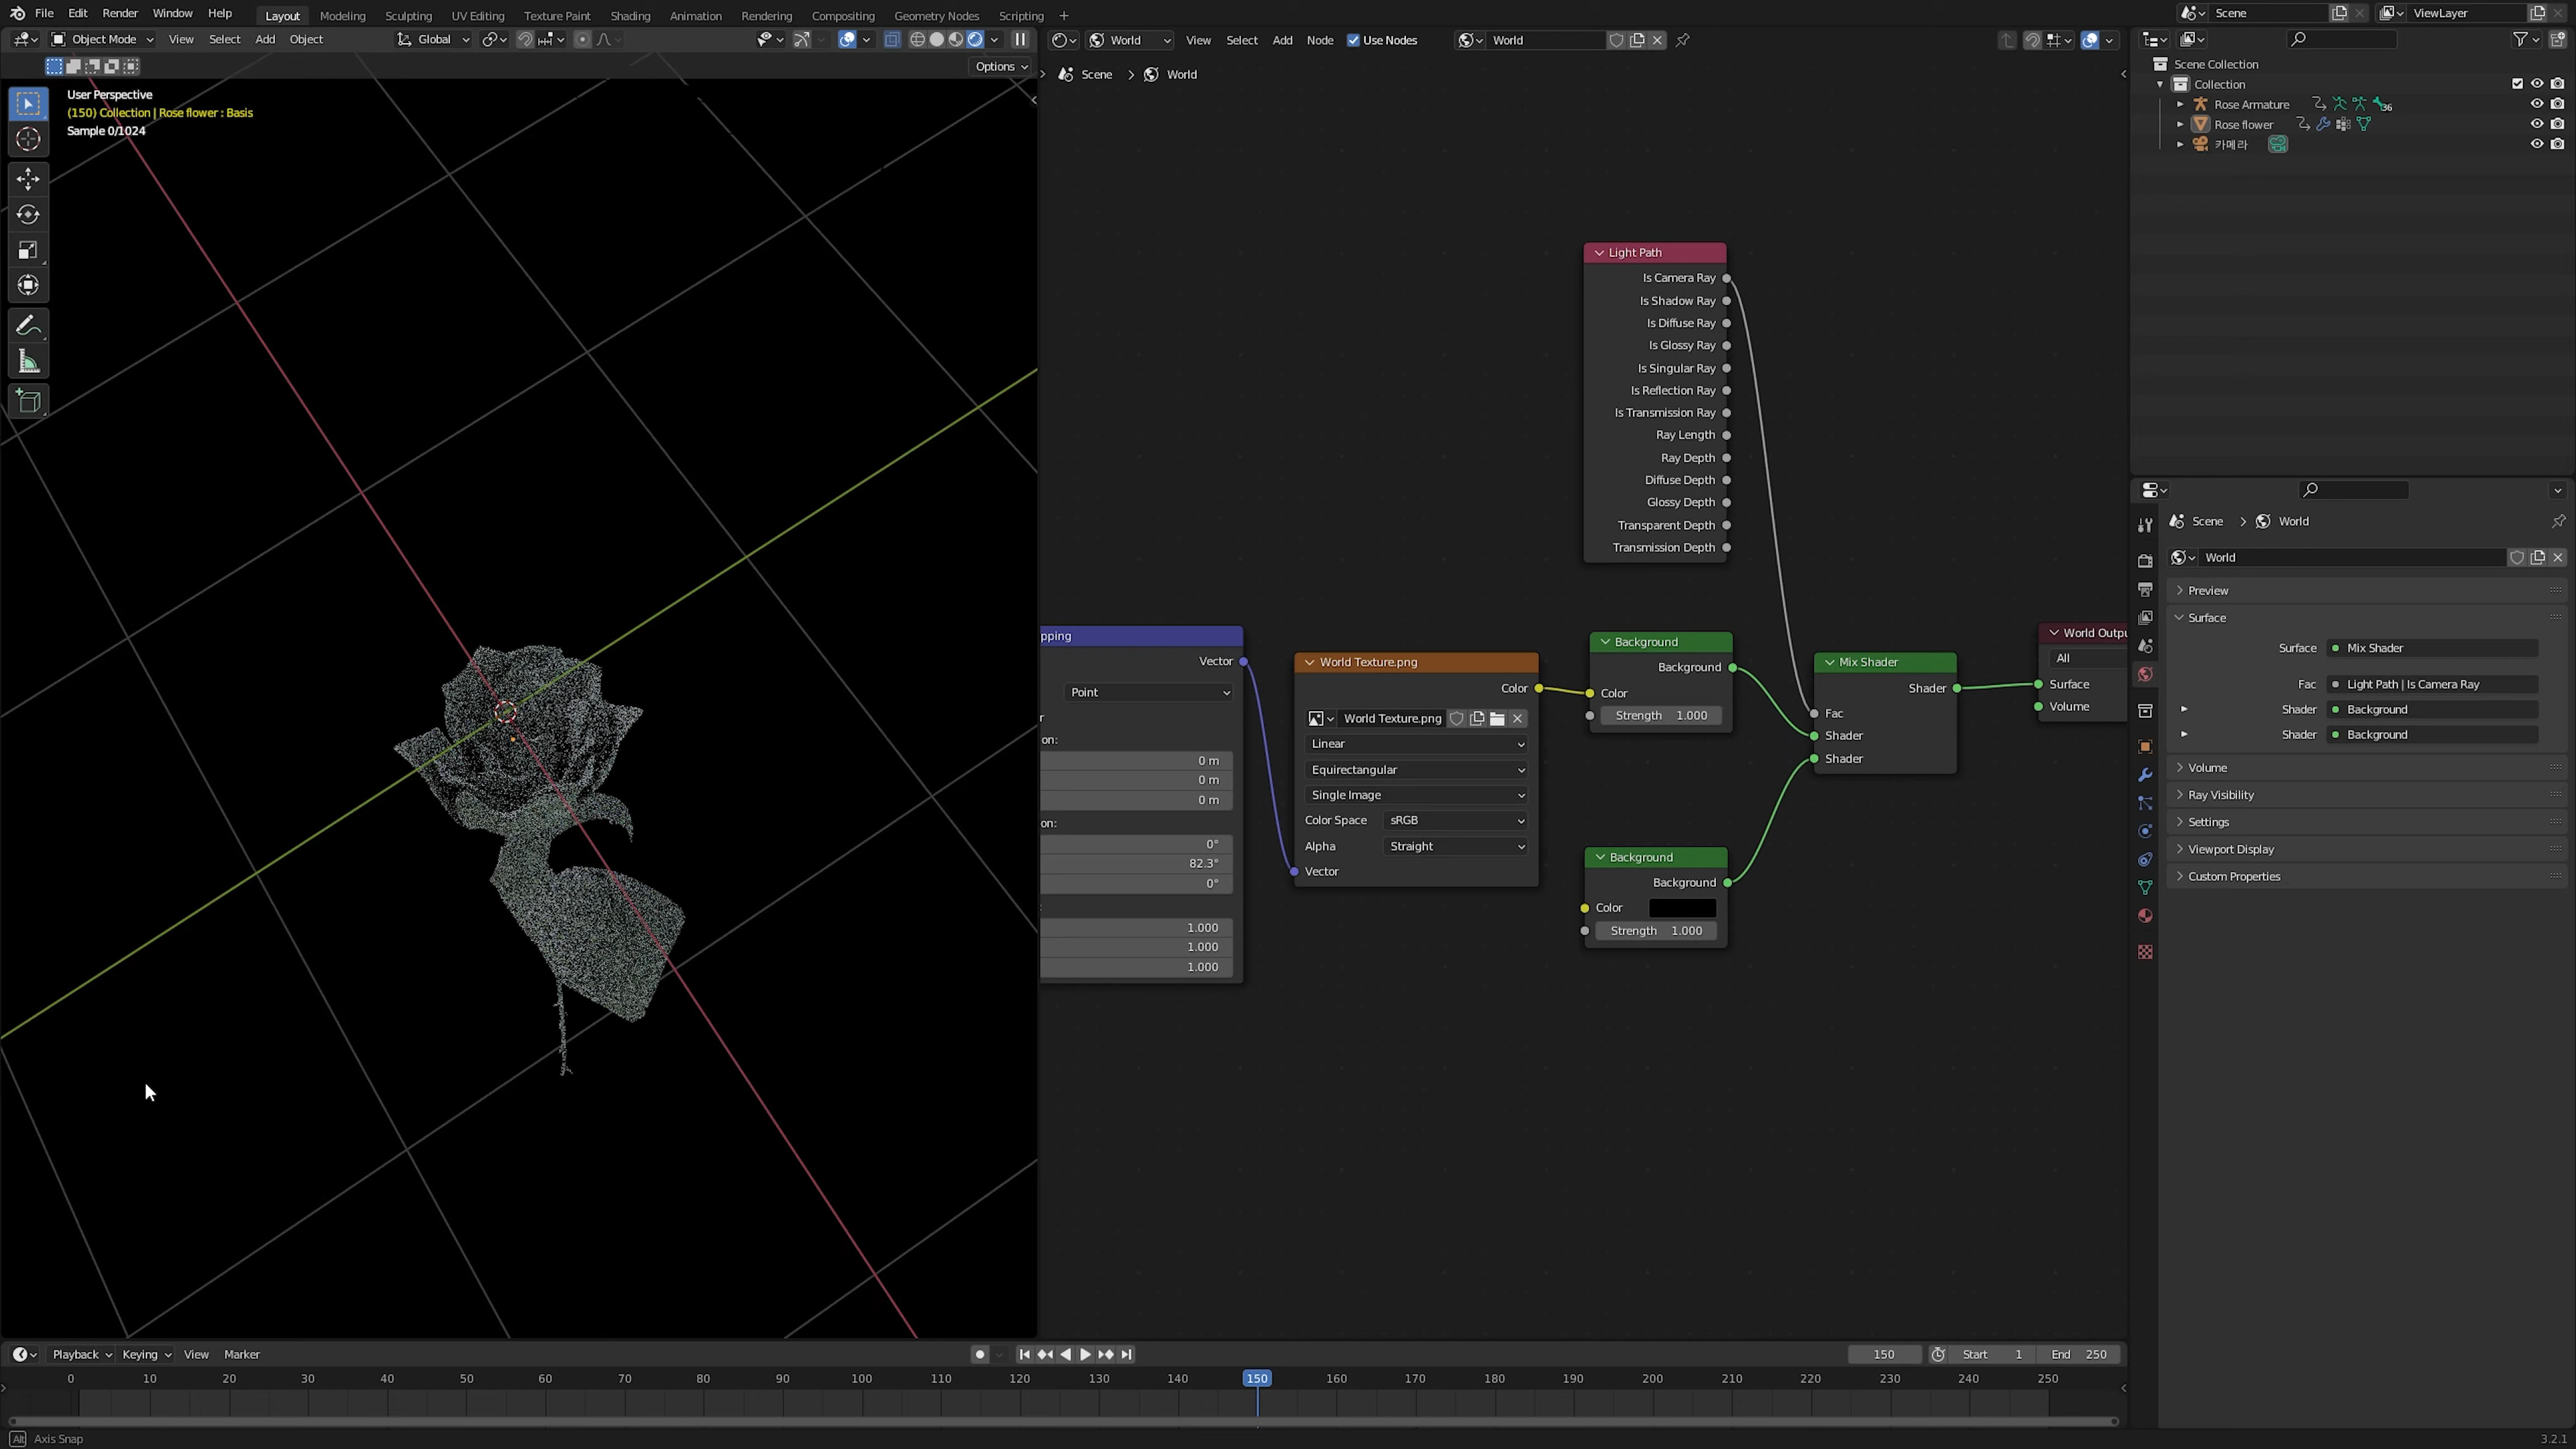 File Edit Render Window Help Layout Modeling Sculpting UV Editing Texture Paint Shading Animation Rendering Compositing Geometry Nodes Scripting + Scene ViewLayer
Object Mode View Select Add Object Global
Options
User Perspective
(150) Collection | Rose flower : Basis
Sample 0/1024
World View Select Add Node Use Nodes World
Scene > World
Light Path
Is Camera Ray
Is Shadow Ray
Is Diffuse Ray
Is Glossy Ray
Is Singular Ray
Is Reflection Ray
Is Transmission Ray
Ray Length
Ray Depth
Diffuse Depth
Glossy Depth
Transparent Depth
Transmission Depth
pping
Vector
Point
r
on:
0 m
0 m
0 m
on:
0°
82.3°
0°
:
1.000
1.000
1.000
World Texture.png
Color
World Texture.png
Linear
Equirectangular
Single Image
Color Space sRGB
Alpha Straight
Vector
Background
Background
Color
Strength 1.000
Background
Background
Color
Strength 1.000
Mix Shader
Shader
Fac
Shader
Shader
World Outpu
All
Surface
Volume
Scene Collection
Collection
Rose Armature 36
Rose flower
카메라
Scene > World
World
Preview
Surface
Surface Mix Shader
Fac Light Path | Is Camera Ray
Shader Background
Shader Background
Volume
Ray Visibility
Settings
Viewport Display
Custom Properties
Playback Keying View Marker 150 Start 1 End 250
0 10 20 30 40 50 60 70 80 90 100 110 120 130 140 150 160 170 180 190 200 210 220 230 240 250
Alt Axis Snap 3.2.1